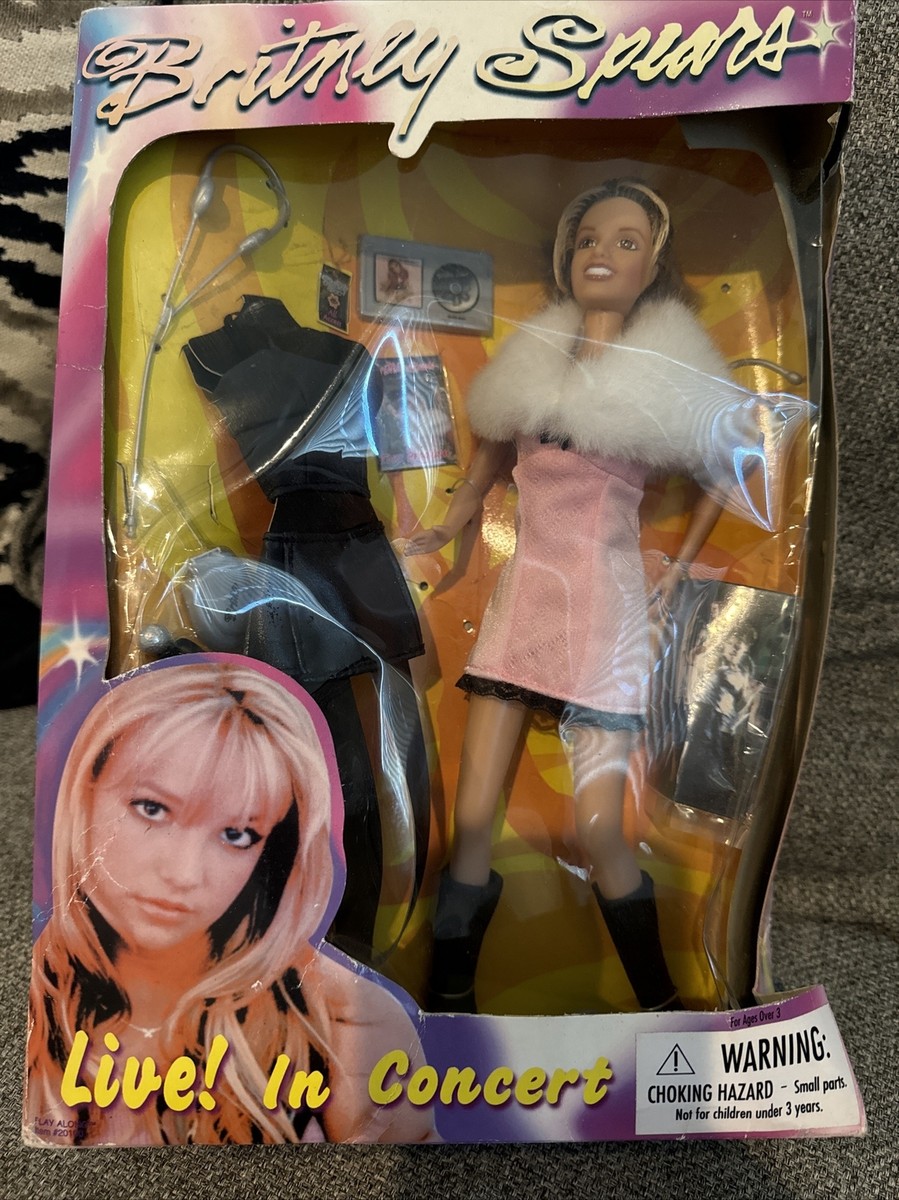 Britney Spears™
Live! In Concert
For Ages Over 3
WARNING:
CHOKING HAZARD - Small parts.
Not for children under 3 years.